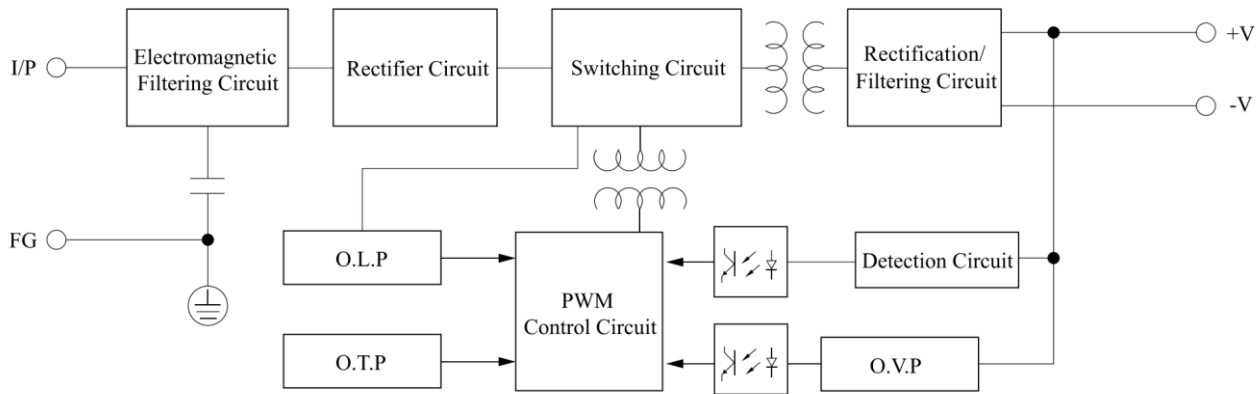 I/P
Electromagnetic
Filtering Circuit
Rectifier Circuit
Switching Circuit
Rectification/
Filtering Circuit
+V
-V
FG
O.L.P
PWM
Control Circuit
Detection Circuit
O.T.P
O.V.P